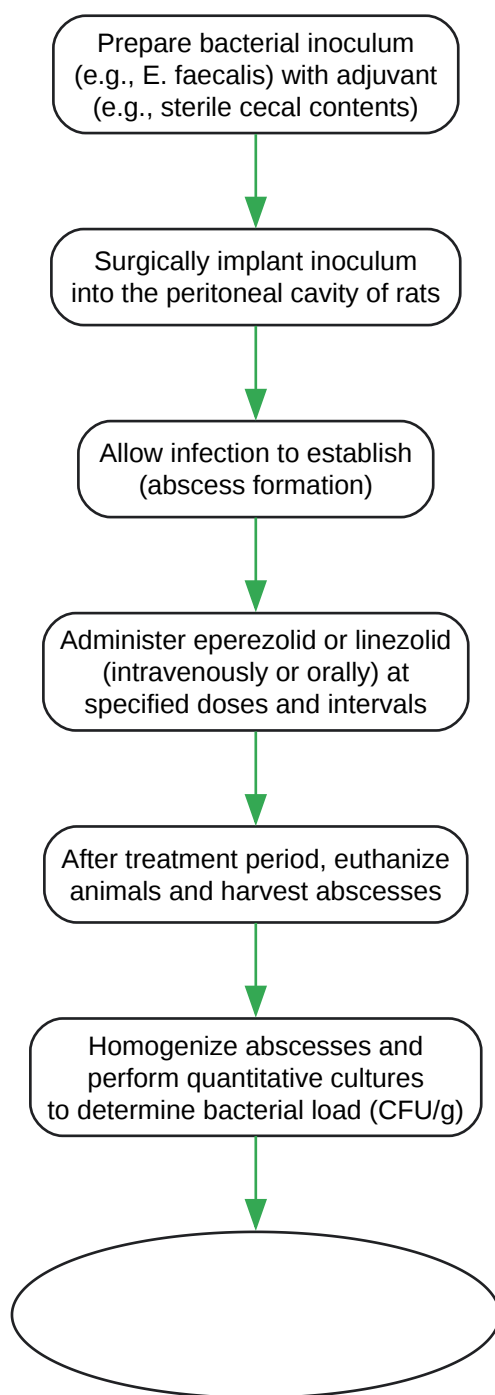 Prepare bacterial inoculum
(e.g., E. faecalis) with adjuvant
(e.g., sterile cecal contents)
Surgically implant inoculum
into the peritoneal cavity of rats
Allow infection to establish
(abscess formation)
Administer eperezolid or linezolid
(intravenously or orally) at
specified doses and intervals
After treatment period, euthanize
animals and harvest abscesses
Homogenize abscesses and
perform quantitative cultures
to determine bacterial load (CFU/g)